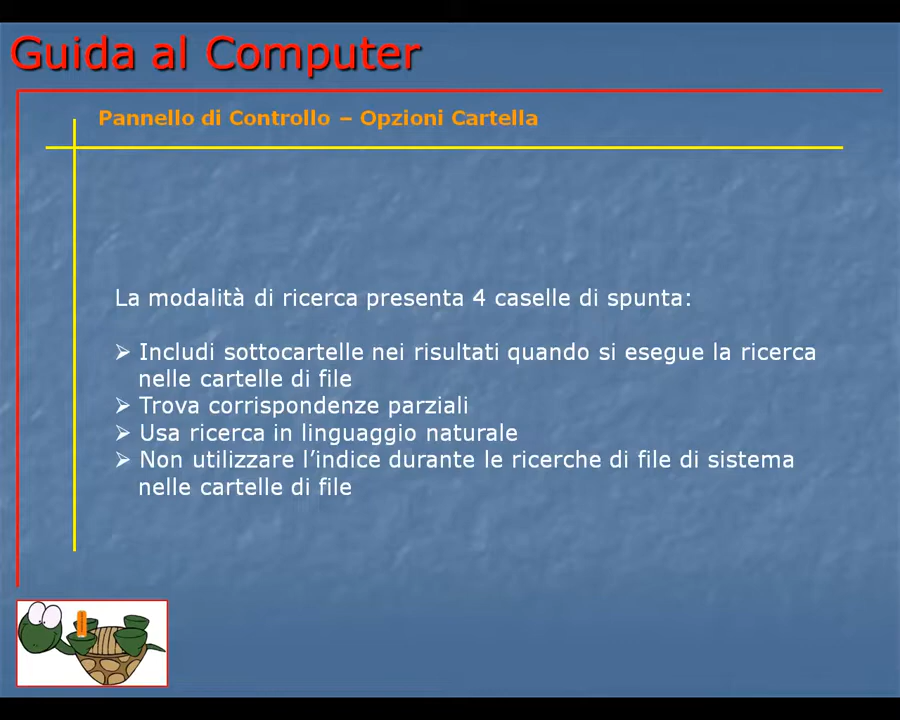 Guida al Computer
Pannello di Controllo – Opzioni Cartella
La modalità di ricerca presenta 4 caselle di spunta:
➢ Includi sottocartelle nei risultati quando si esegue la ricerca
nelle cartelle di file
➢ Trova corrispondenze parziali
➢ Usa ricerca in linguaggio naturale
➢ Non utilizzare l’indice durante le ricerche di file di sistema
nelle cartelle di file